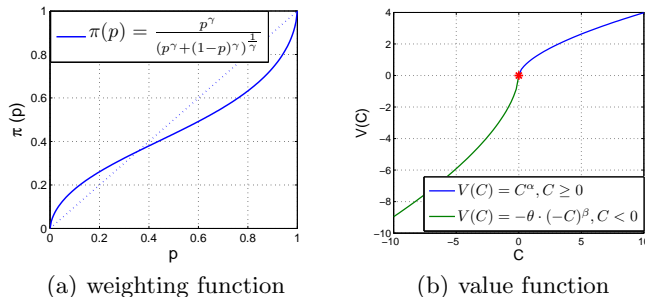 π(p) = p^γ / (p^γ+(1−p)^γ)^(1/γ)
1
0.8
0.6
0.4
0.2
0
0 0.2 0.4 0.6 0.8 1
π (p)
p
(a) weighting function
4
2
0
−2
−4
−6
−8
−10
−10 −5 0 5 10
V(C)
C
V(C) = C^α, C ≥ 0
V(C) = −θ · (−C)^β, C < 0
(b) value function